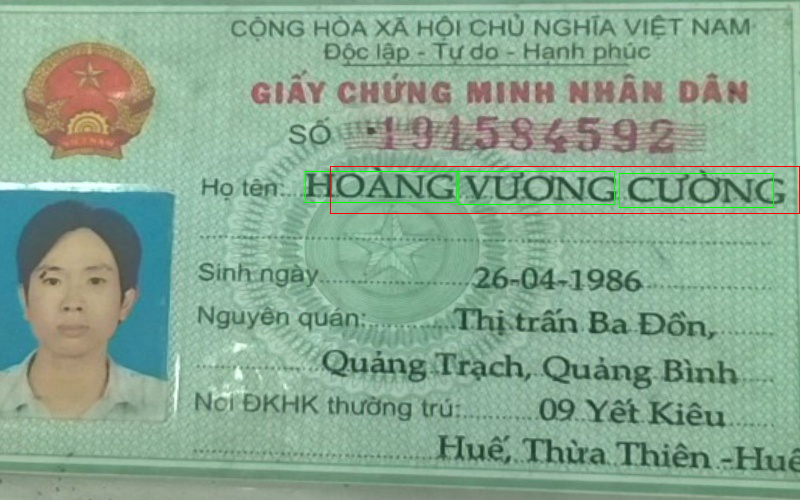 CỘNG HÒA XÃ HỘI CHỦ NGHĨA VIỆT NAM
Độc lập - Tự do - Hạnh phúc
GIẤY CHỨNG MINH NHÂN DÂN
SỐ 191584592
Họ tên: HOÀNG VƯƠNG CƯỜNG
Sinh ngày 26-04-1986
Nguyên quán: Thị trấn Ba Đồn,
Quảng Trạch, Quảng Bình
Nơi ĐKHK thường trú: 09 Yết Kiêu
Huế, Thừa Thiên -Huế